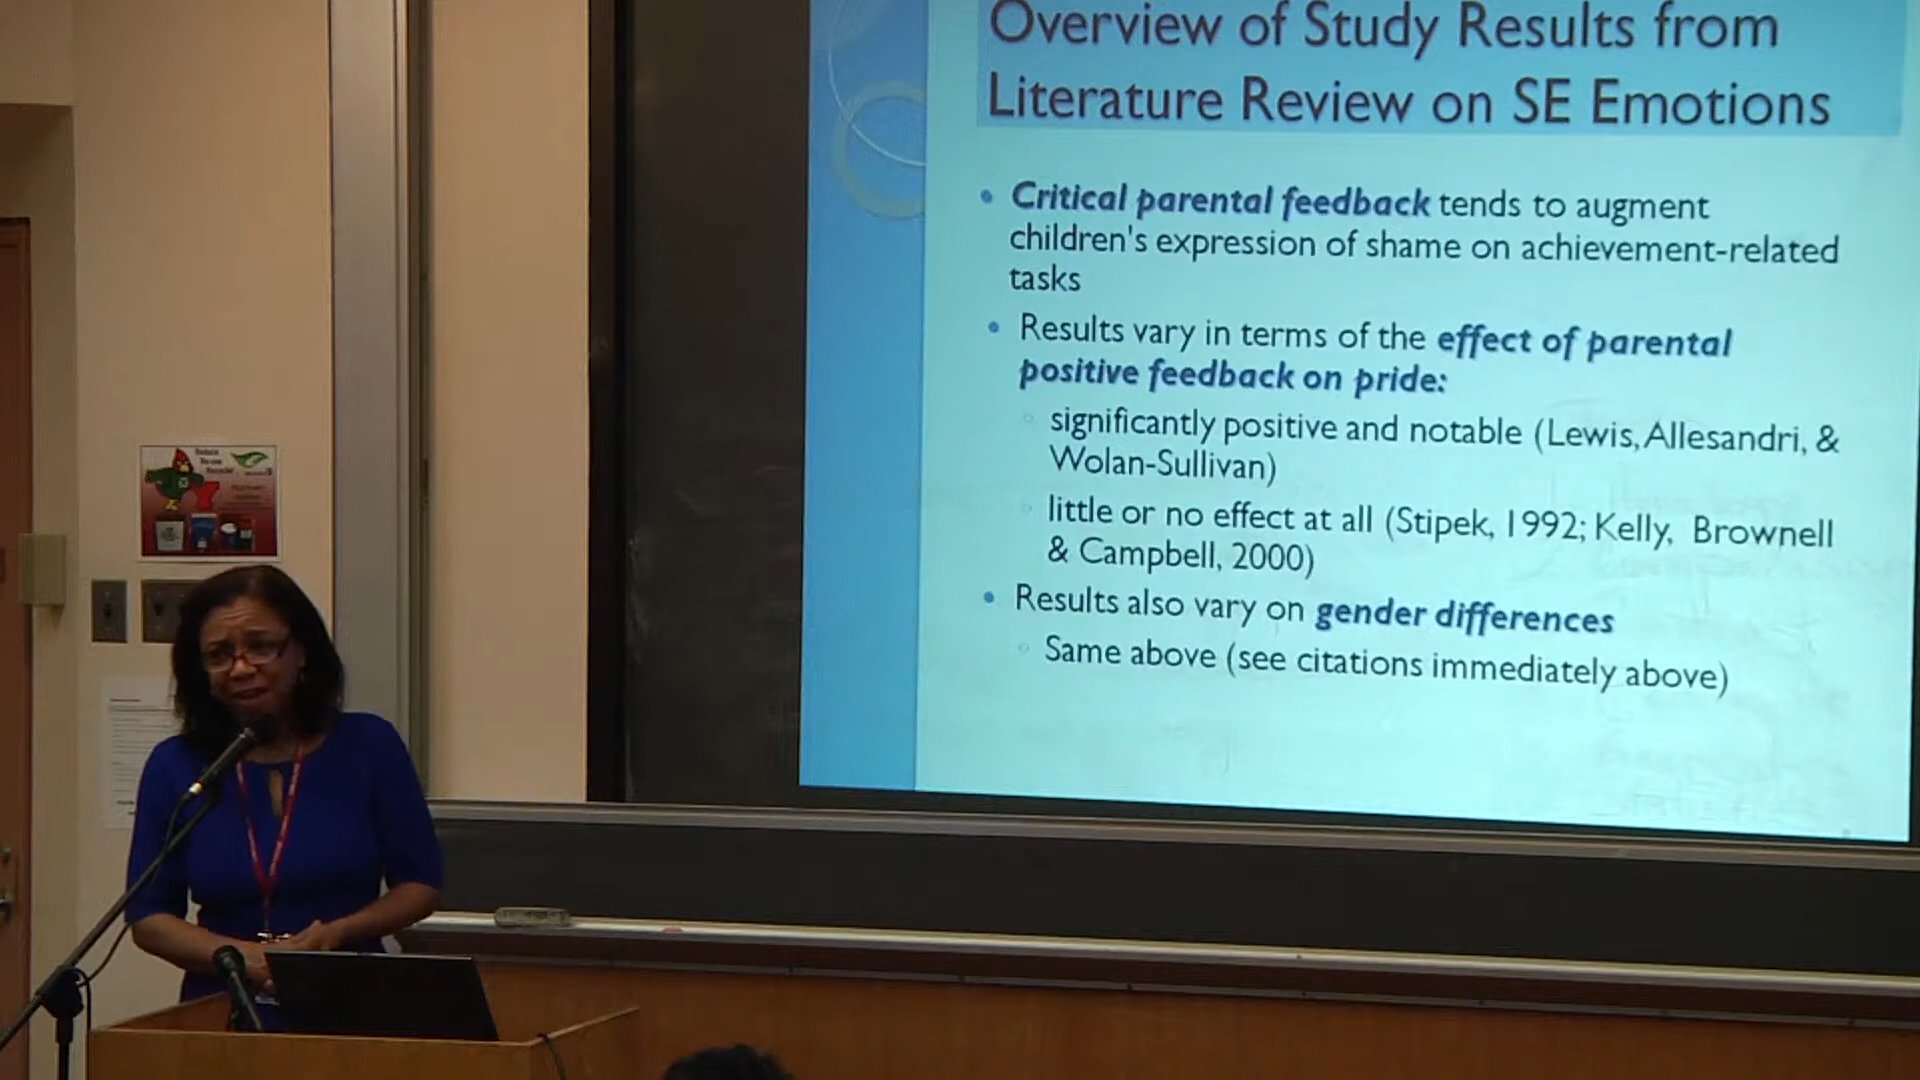 Overview of Study Results from
Literature Review on SE Emotions
Critical parental feedback tends to augment
children's expression of shame on achievement-related
tasks
Results vary in terms of the effect of parental
positive feedback on pride:
significantly positive and notable (Lewis, Allesandri, &
Wolan-Sullivan)
little or no effect at all (Stipek, 1992; Kelly, Brownell
& Campbell, 2000)
Results also vary on gender differences
Same above (see citations immediately above)